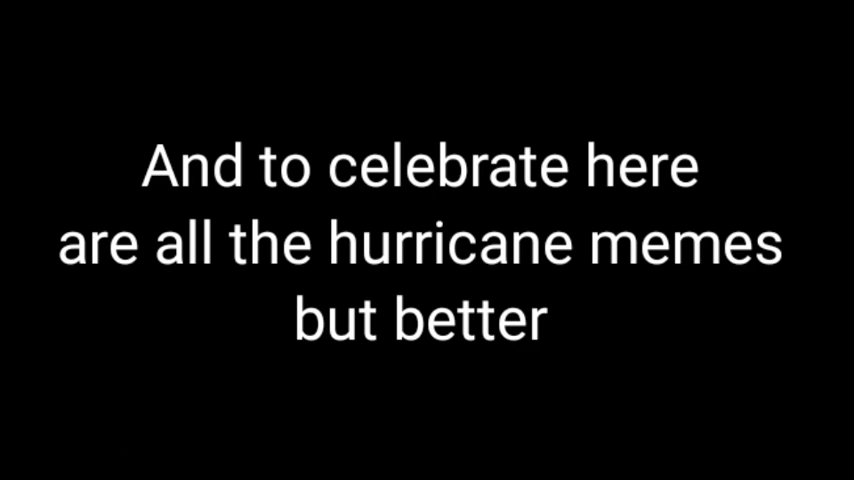 And to celebrate here
are all the hurricane memes
but better